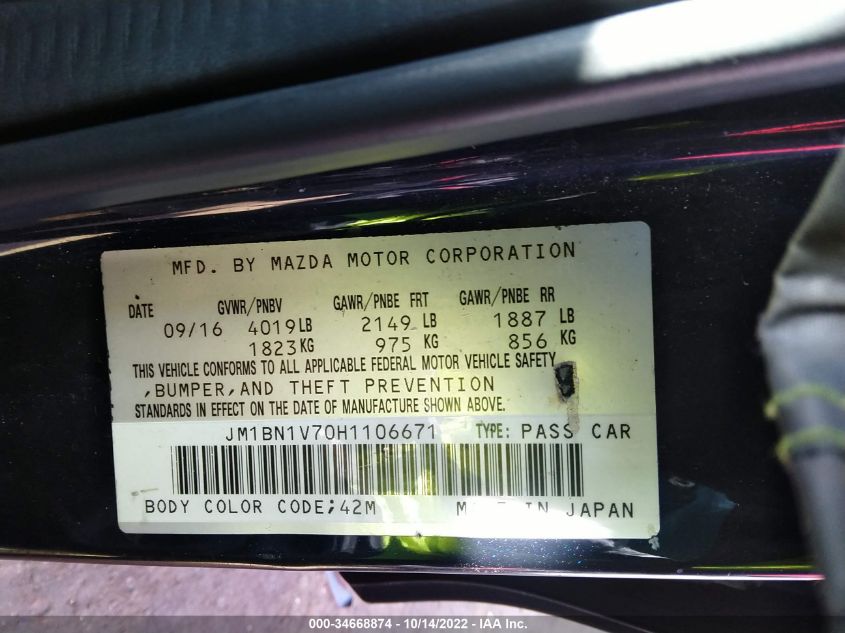 MFD. BY MAZDA MOTOR CORPORATION
DATE GVWR/PNBV GAWR/PNBE FRT GAWR/PNBE RR
09/16 4019LB 2149 LB 1887 LB
1823KG 975 KG 856 KG
THIS VEHICLE CONFORMS TO ALL APPLICABLE FEDERAL MOTOR VEHICLE SAFETY
,BUMPER,AND THEFT PREVENTION
STANDARDS IN EFFECT ON THE DATE OF MANUFACTURE SHOWN ABOVE.
JM1BN1V70H1106671 TYPE: PASS CAR
BODY COLOR CODE;42M IN JAPAN
000-34668874 - 10/14/2022 - IAA Inc.